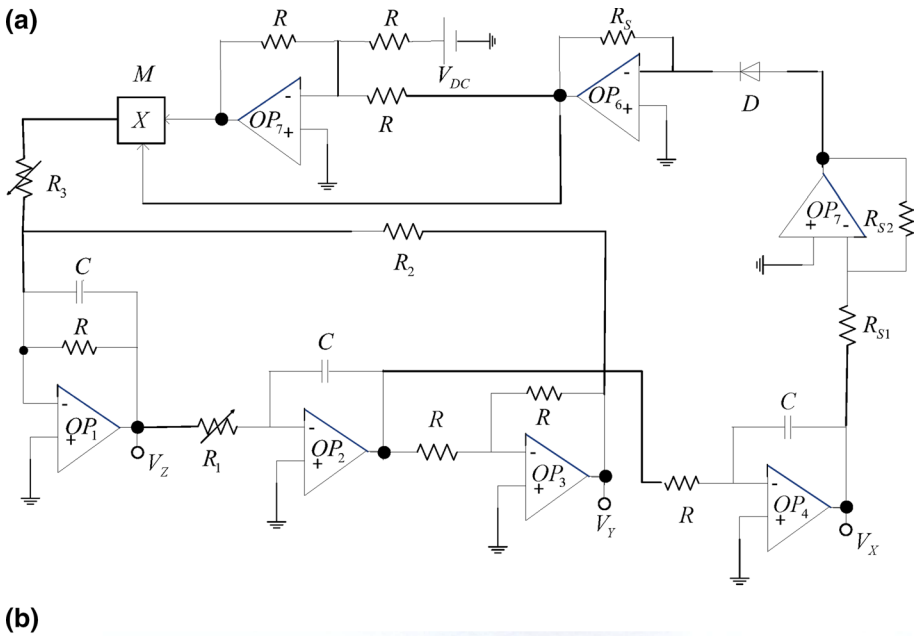 (a)
R
R
R_S
M
V_DC
X
-
OP_7
+
R
-
OP_6
+
D
R_3
OP_7
+
-
R_S2
R_2
C
R
C
R_S1
-
OP_1
+
V_Z
R_1
-
OP_2
+
R
R
-
OP_3
+
V_Y
C
R
-
OP_4
+
V_X
(b)